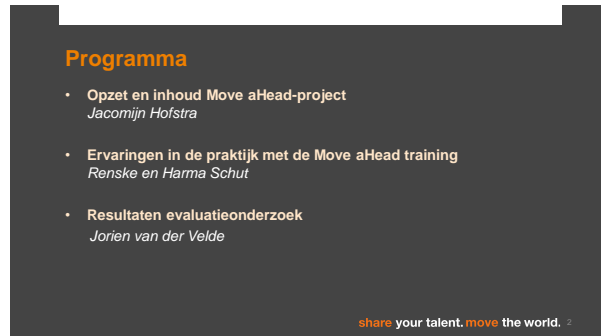 Programma
• Opzet en inhoud Move aHead-project
Jacomijn Hofstra
• Ervaringen in de praktijk met de Move aHead training
Renske en Harma Schut
• Resultaten evaluatieonderzoek
Jorien van der Velde
share your talent. move the world. 2